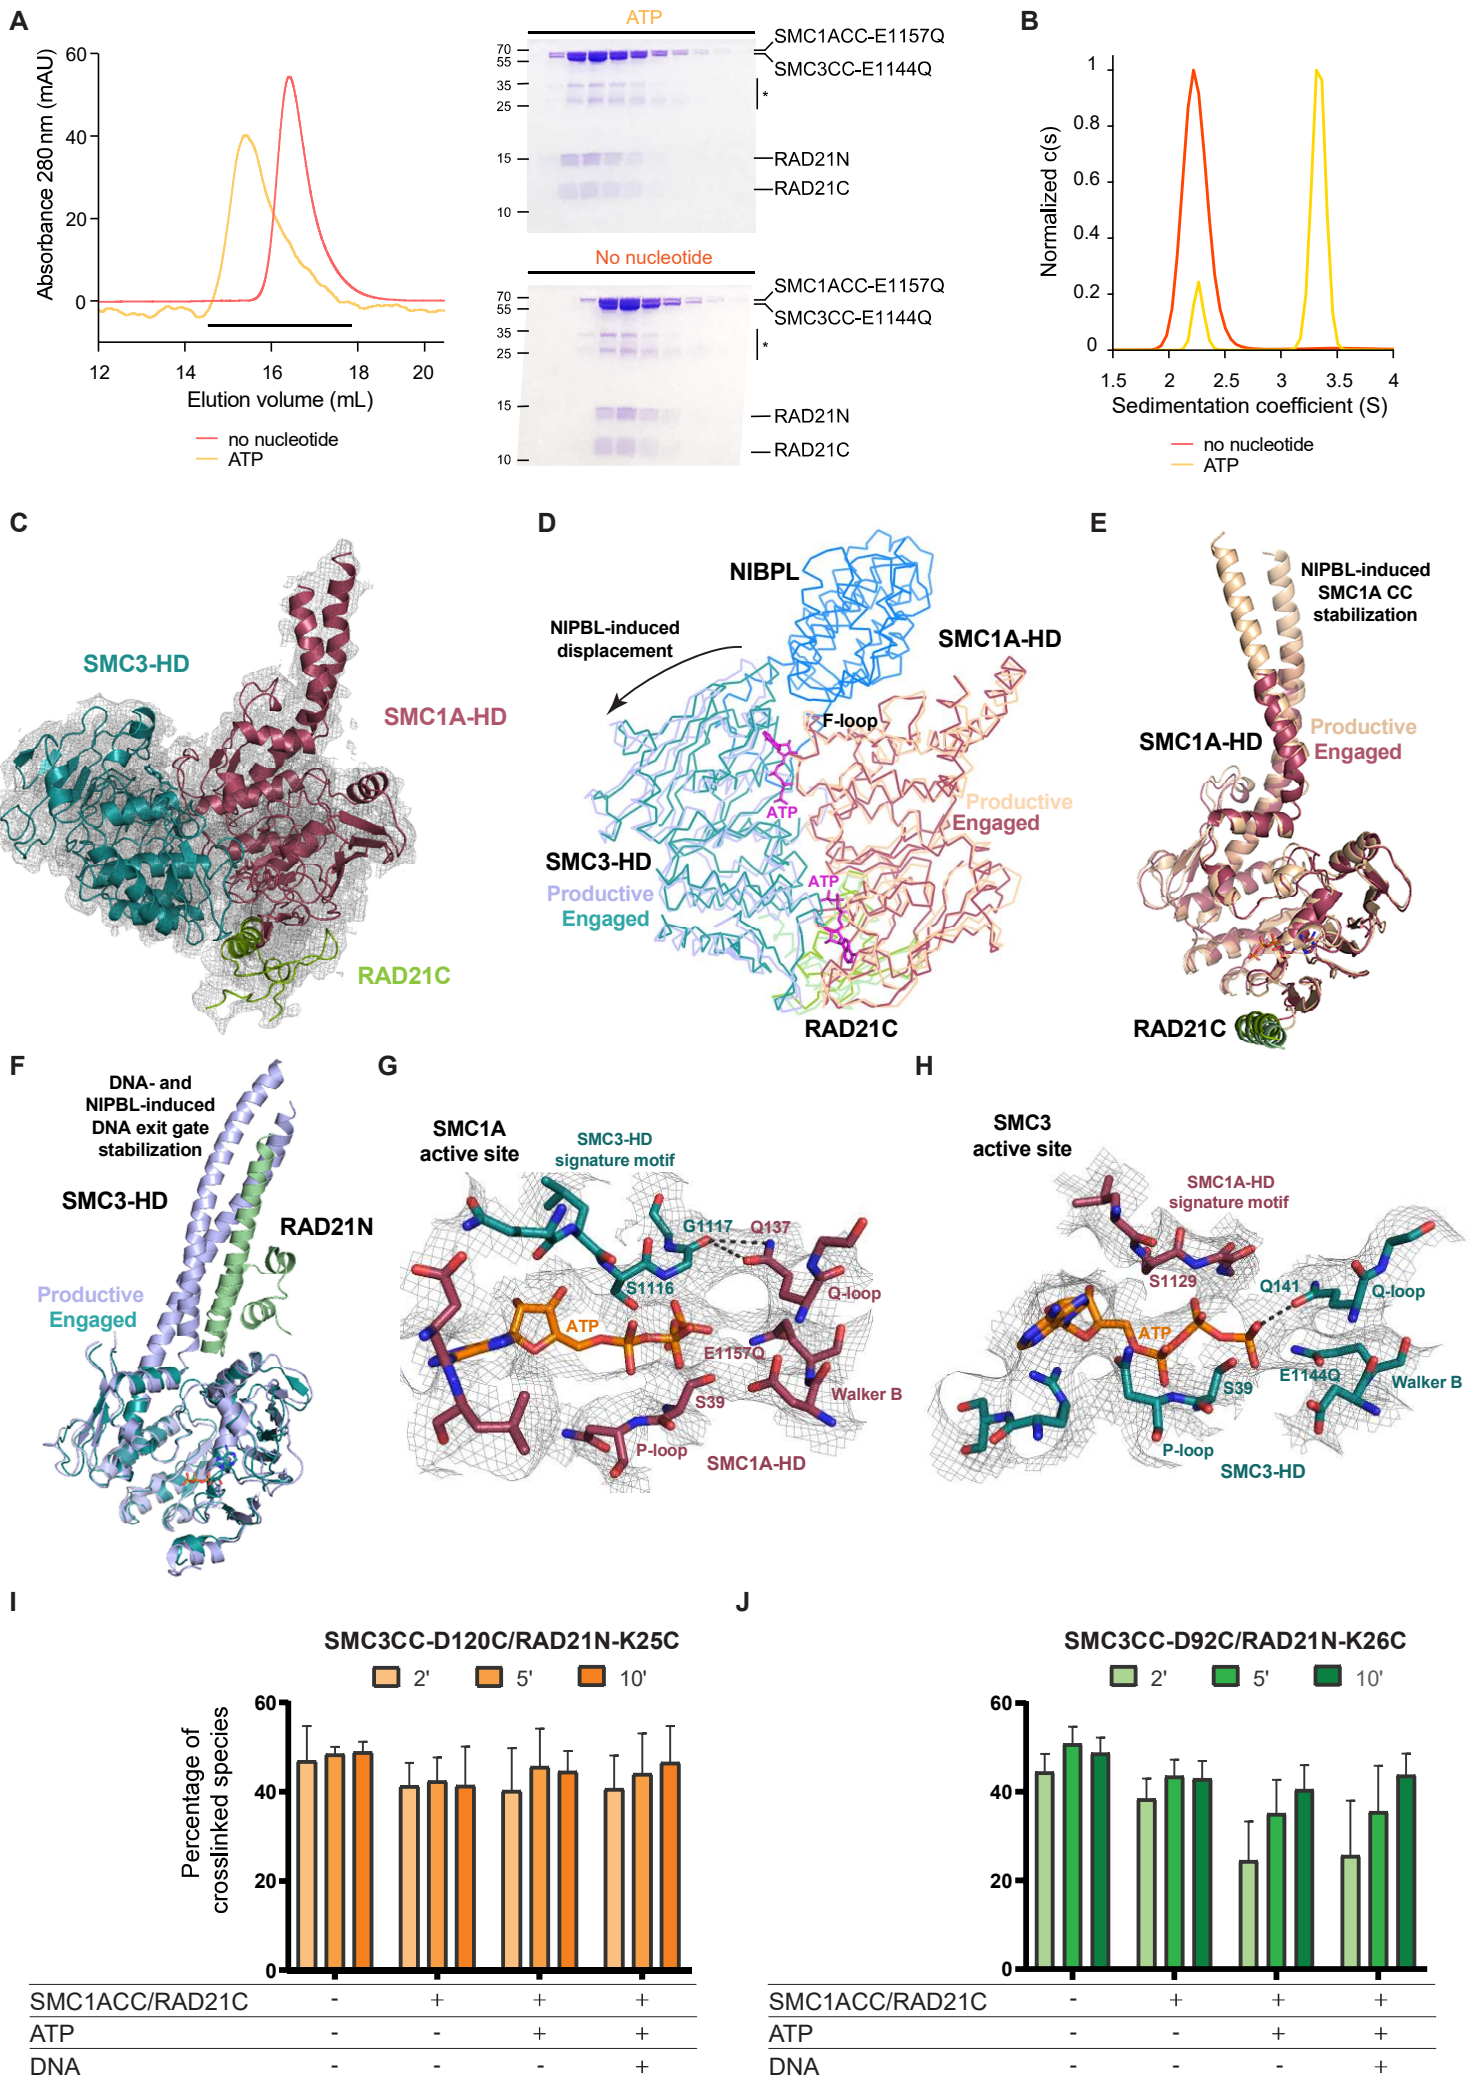 A
60
40
20
0
Absorbance 280 nm (mAU)
12 14 16 18 20
Elution volume (mL)
no nucleotide
ATP
ATP
70
55
35
25
15
10
SMC1ACC-E1157Q
SMC3CC-E1144Q
*
RAD21N
RAD21C
No nucleotide
70
55
35
25
15
10
SMC1ACC-E1157Q
SMC3CC-E1144Q
*
RAD21N
RAD21C
B
1
0.8
0.6
0.4
0.2
0
Normalized c(s)
1.5 2 2.5 3 3.5 4
Sedimentation coefficient (S)
no nucleotide
ATP
C
SMC3-HD
SMC1A-HD
RAD21C
D
NIBPL
NIPBL-induced
displacement
SMC1A-HD
F-loop
ATP
Productive
Engaged
SMC3-HD
ATP
Productive
Engaged
RAD21C
E
NIPBL-induced
SMC1A CC
stabilization
SMC1A-HD
Productive
Engaged
RAD21C
F
DNA- and
NIPBL-induced
DNA exit gate
stabilization
SMC3-HD
RAD21N
Productive
Engaged
G
SMC1A
active site
SMC3-HD
signature motif
G1117
Q137
S1116
Q-loop
ATP
E1157Q
S39
Walker B
P-loop
SMC1A-HD
H
SMC3
active site
SMC1A-HD
signature motif
S1129
Q141
Q-loop
ATP
E1144Q
S39
Walker B
P-loop
SMC3-HD
I
SMC3CC-D120C/RAD21N-K25C
2' 5' 10'
60
40
20
0
Percentage of
crosslinked species
SMC1ACC/RAD21C - + + +
ATP - - + +
DNA - - - +
J
SMC3CC-D92C/RAD21N-K26C
2' 5' 10'
60
40
20
0
SMC1ACC/RAD21C - + + +
ATP - - + +
DNA - - - +